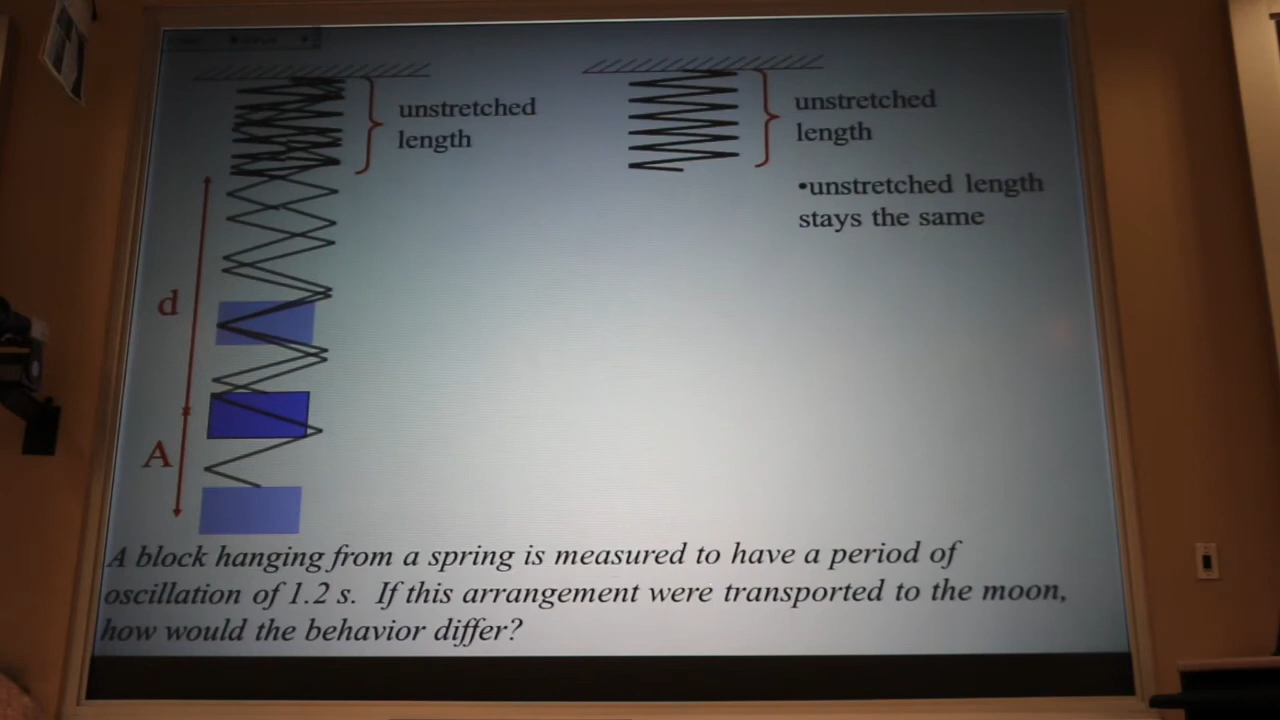 unstretched
length
unstretched
length
•unstretched length
stays the same
d
A
A block hanging from a spring is measured to have a period of
oscillation of 1.2 s. If this arrangement were transported to the moon,
how would the behavior differ?